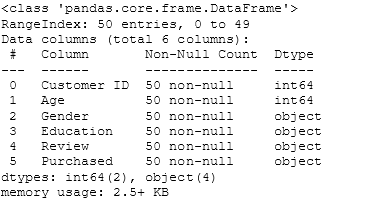 <class 'pandas.core.frame.DataFrame'>
RangeIndex: 50 entries, 0 to 49
Data columns (total 6 columns):
 #   Column       Non-Null Count  Dtype
---  ------       --------------  -----
 0   Customer ID  50 non-null     int64
 1   Age          50 non-null     int64
 2   Gender       50 non-null     object
 3   Education    50 non-null     object
 4   Review       50 non-null     object
 5   Purchased    50 non-null     object
dtypes: int64(2), object(4)
memory usage: 2.5+ KB